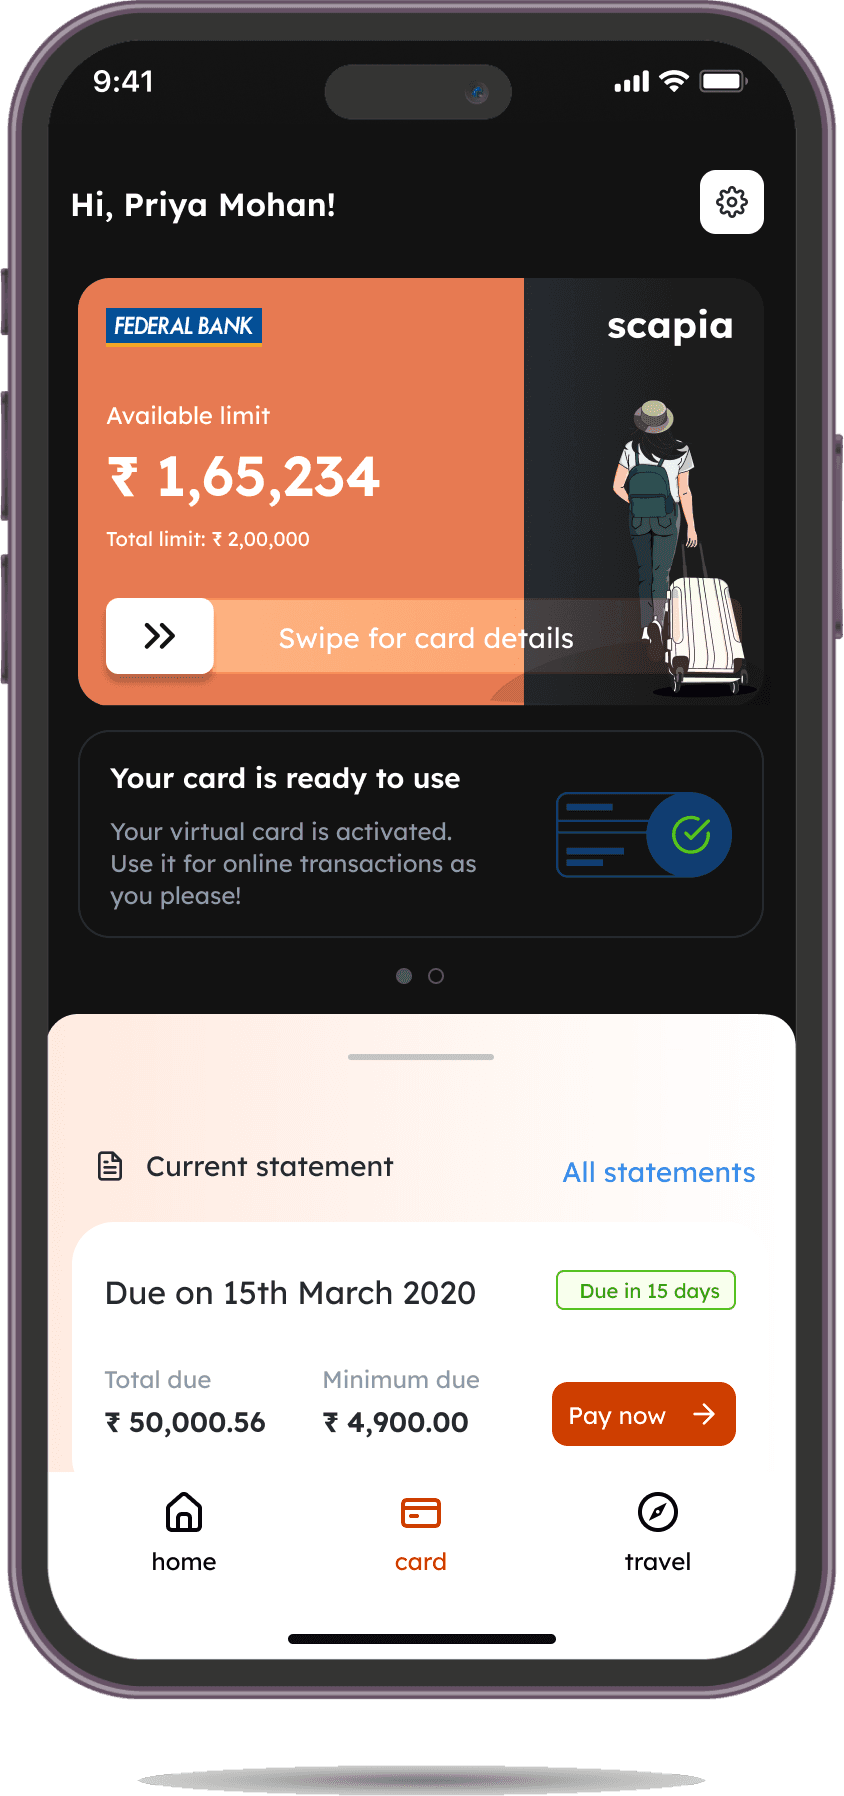 9:41
Hi, Priya Mohan!
FEDERAL BANK
scapia
Available limit
₹ 1,65,234
Total limit: ₹ 2,00,000
Swipe for card details
Your card is ready to use
Your virtual card is activated.
Use it for online transactions as
you please!
Current statement
All statements
Due on 15th March 2020
Due in 15 days
Total due
Minimum due
₹ 50,000.56
₹ 4,900.00
Pay now
home
card
travel